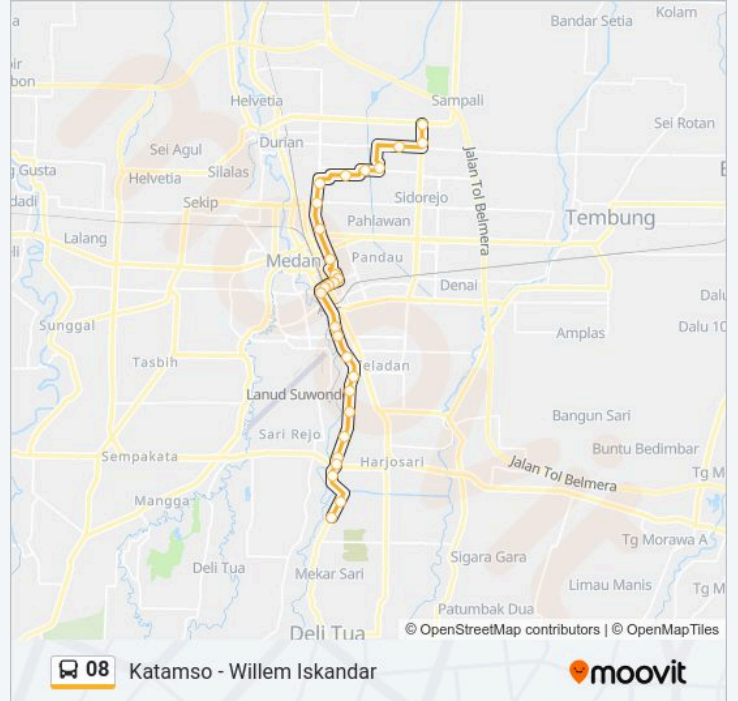 Kolam
Bandar Setia
Helvetia
Sampali
Sei Rotan
Durian
Sei Agul
Gusta
Helvetia
Silalas
Sidorejo
Jalan Tol Belmera
Sekip
Pahlawan
Tembung
Lalang
Medan
Pandau
Denai
Sunggal
Dalu 10
Amplas
Tasbih
Lanud Suwond
Bangun Sari
Sari Rejo
Sempakata
Harjosari
Buntu Bedimbar
Jalan Tol Belmera
Tg M
Mangga
Tg Morawa A
Sigara Gara
Deli Tua
Mekar Sari
Limau Manis
Tg M
Patumbak Dua
Deli Tua
© OpenStreetMap contributors | © OpenMapTiles
08 Katamso - Willem Iskandar
moovit